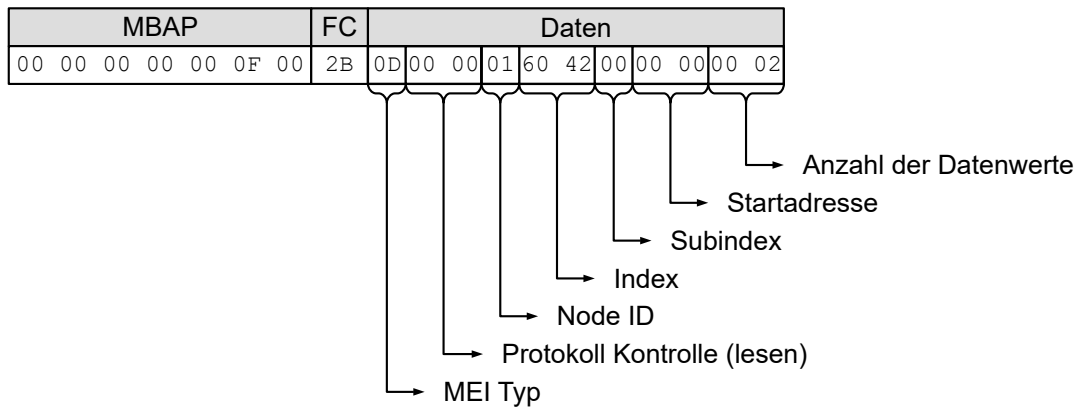 MBAP FC Daten
00 00 00 00 00 0F 00 2B 0D 00 00 01 60 42 00 00 00 00 02
Anzahl der Datenwerte
Startadresse
Subindex
Index
Node ID
Protokoll Kontrolle (lesen)
MEI Typ